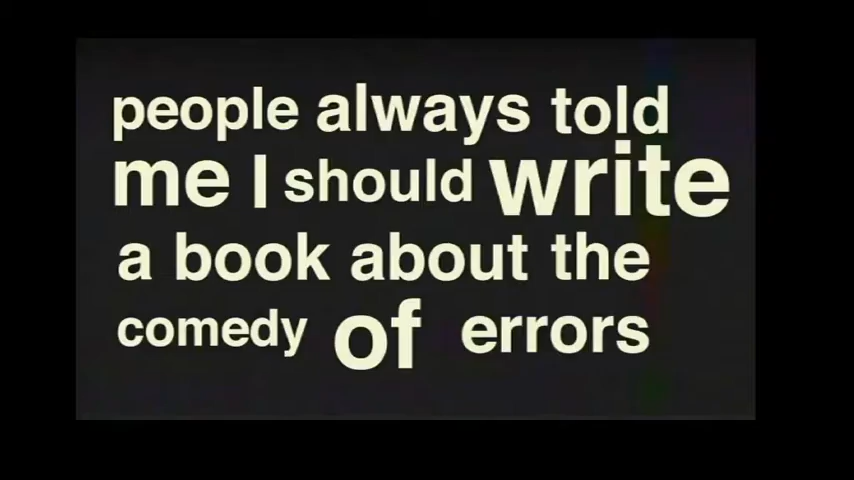 people always told
me I should write
a book about the
comedy of errors